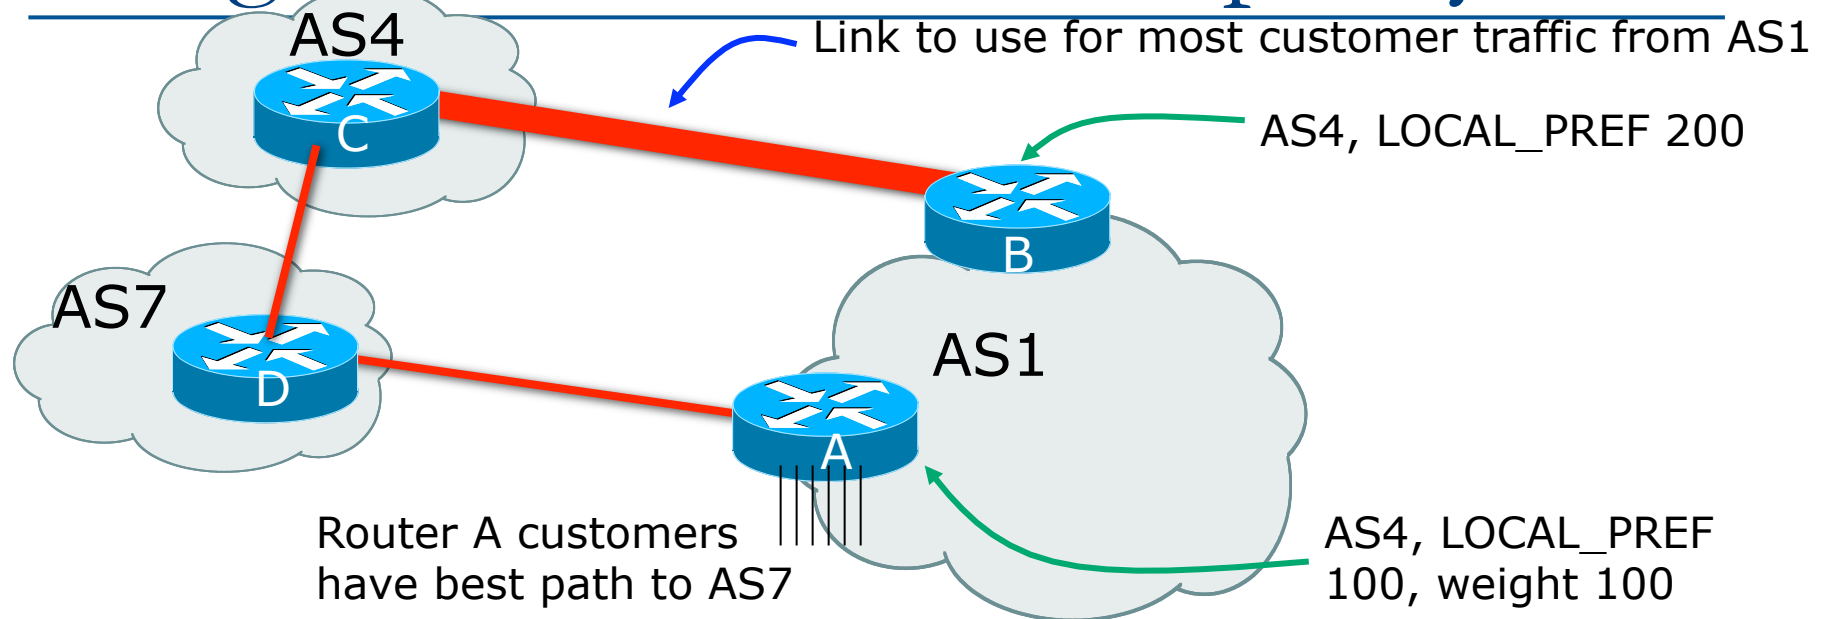 AS4
Link to use for most customer traffic from AS1
C
AS4, LOCAL_PREF 200
B
AS7
D
AS1
A
Router A customers
have best path to AS7
AS4, LOCAL_PREF
100, weight 100